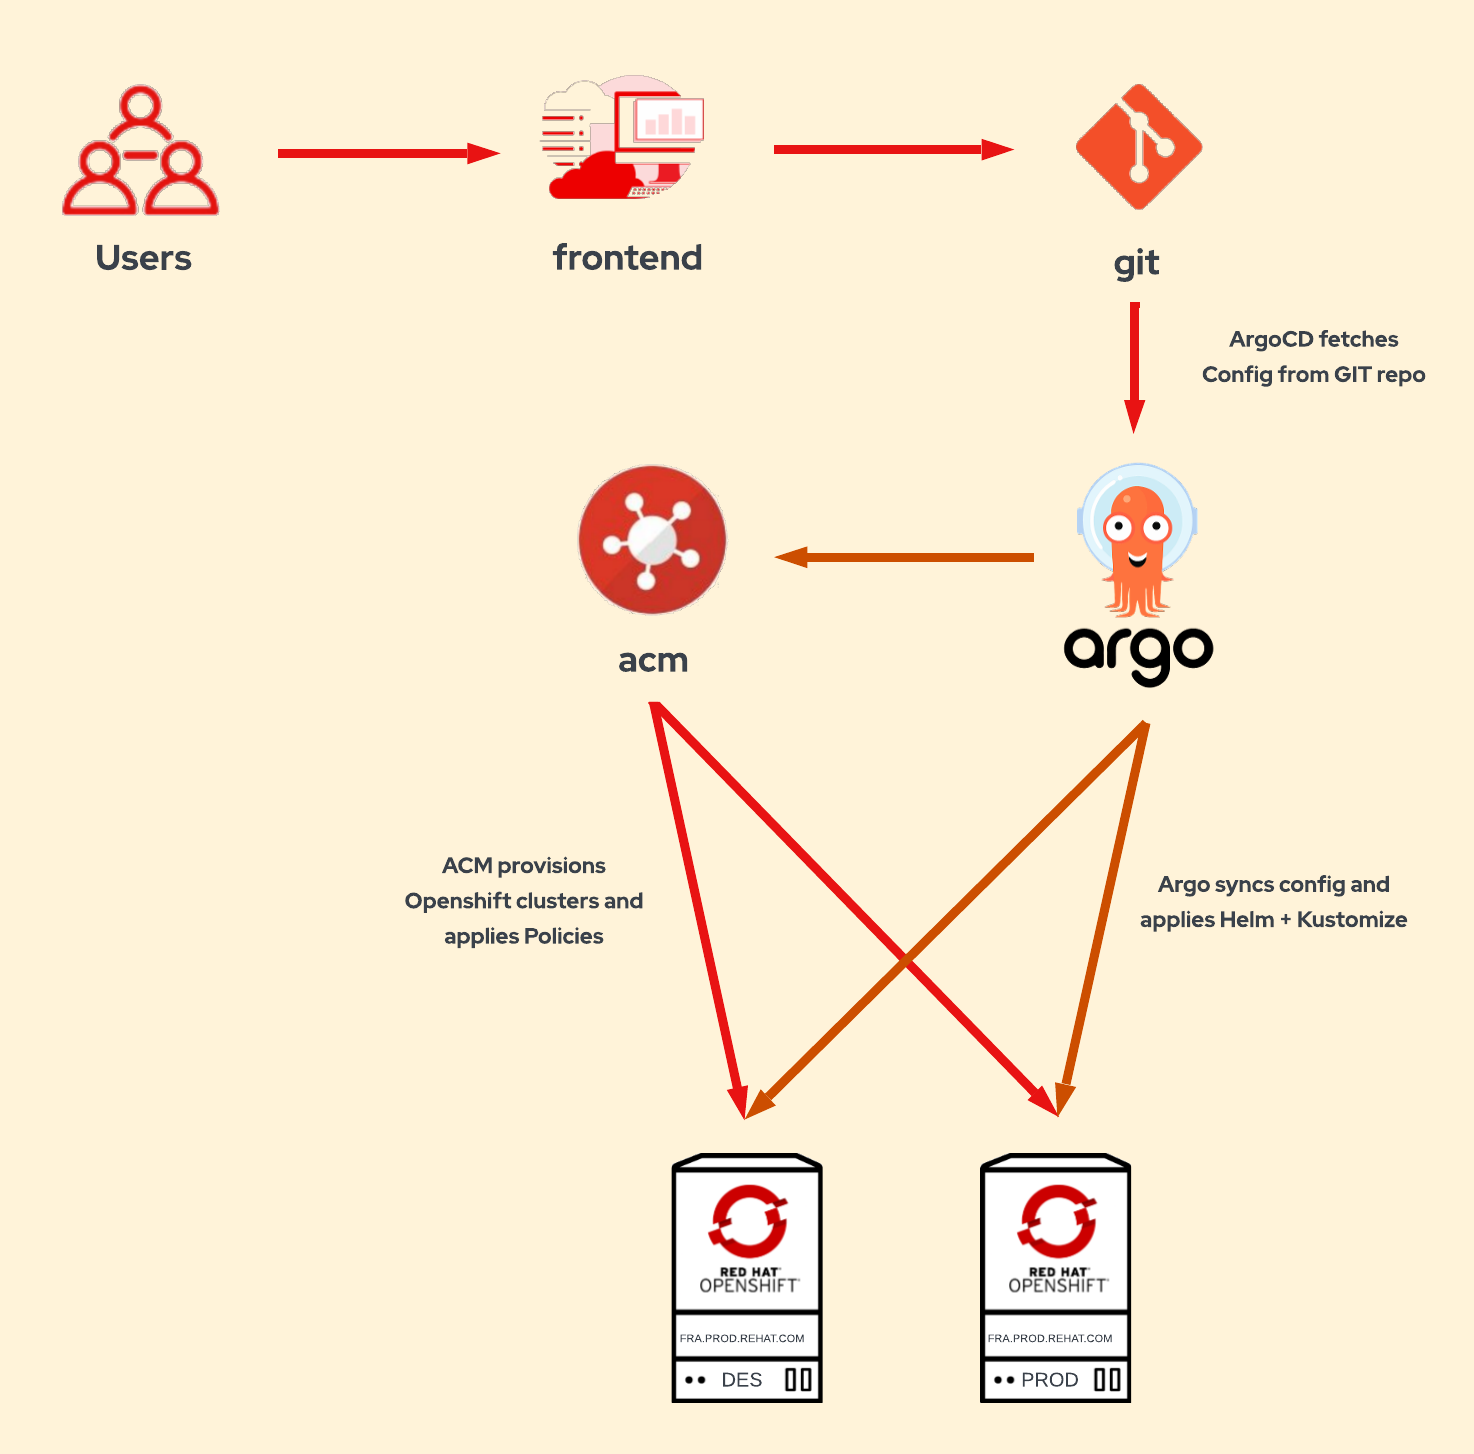 Users
frontend
git
ArgoCD fetches
Config from GIT repo
acm
argo
ACM provisions
Openshift clusters and
applies Policies
Argo syncs config and
applies Helm + Kustomize
RED HAT
OPENSHIFT
FRA.PROD.REHAT.COM
DES
RED HAT
OPENSHIFT
FRA.PROD.REHAT.COM
PROD